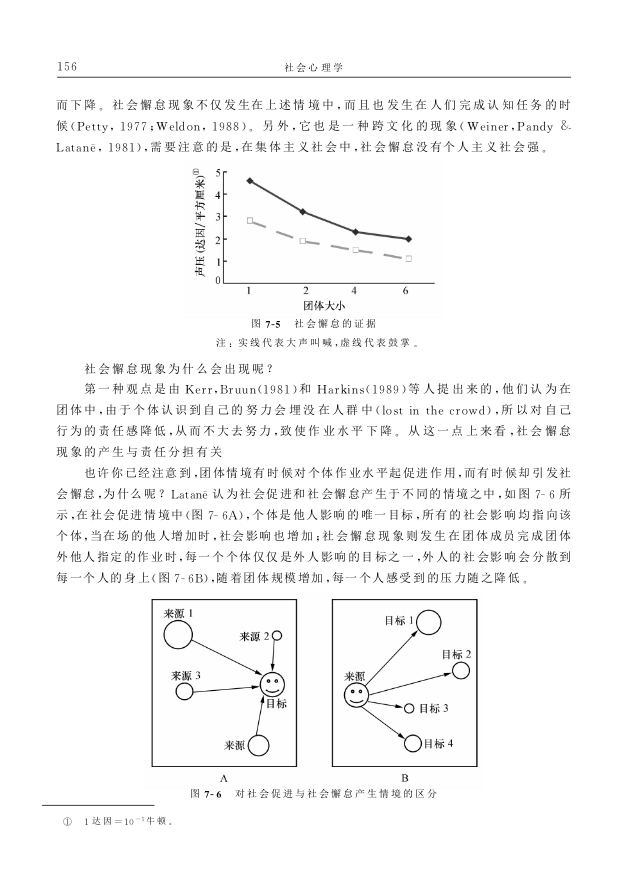 156
社会心理学
而下降。社会懈怠现象不仅发生在上述情境中,而且也发生在人们完成认知任务的时
候(Petty, 1977;Weldon, 1988)。另外,它也是一种跨文化的现象(Weiner,Pandy &
Latanē, 1981),需要注意的是,在集体主义社会中,社会懈怠没有个人主义社会强。
声压(达因/平方厘米)①
5
4
3
2
1
0
1 2 4 6
团体大小
图 7-5 社会懈怠的证据
注:实线代表大声叫喊,虚线代表鼓掌。
社会懈怠现象为什么会出现呢?
第一种观点是由 Kerr,Bruun(1981)和 Harkins(1989)等人提出来的,他们认为在
团体中,由于个体认识到自己的努力会埋没在人群中(lost in the crowd),所以对自己
行为的责任感降低,从而不大去努力,致使作业水平下降。从这一点上来看,社会懈怠
现象的产生与责任分担有关
也许你已经注意到,团体情境有时候对个体作业水平起促进作用,而有时候却引发社
会懈怠,为什么呢? Latanē 认为社会促进和社会懈怠产生于不同的情境之中,如图 7-6 所
示,在社会促进情境中(图 7-6A),个体是他人影响的唯一目标,所有的社会影响均指向该
个体,当在场的他人增加时,社会影响也增加;社会懈怠现象则发生在团体成员完成团体
外他人指定的作业时,每一个个体仅仅是外人影响的目标之一,外人的社会影响会分散到
每一个人的身上(图 7-6B),随着团体规模增加,每一个人感受到的压力随之降低。
来源 1
来源 2
来源 3
目标
来源
A
目标 1
目标 2
来源
目标 3
目标 4
B
图 7-6 对社会促进与社会懈怠产生情境的区分
① 1 达因=10⁻⁵牛顿。